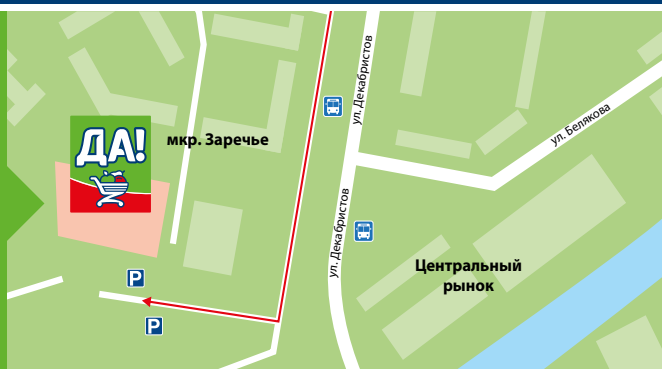 ДА!
мкр. Заречье
ул. Декабристов
ул. Белякова
ул. Декабристов
Центральный
рынок
P
P